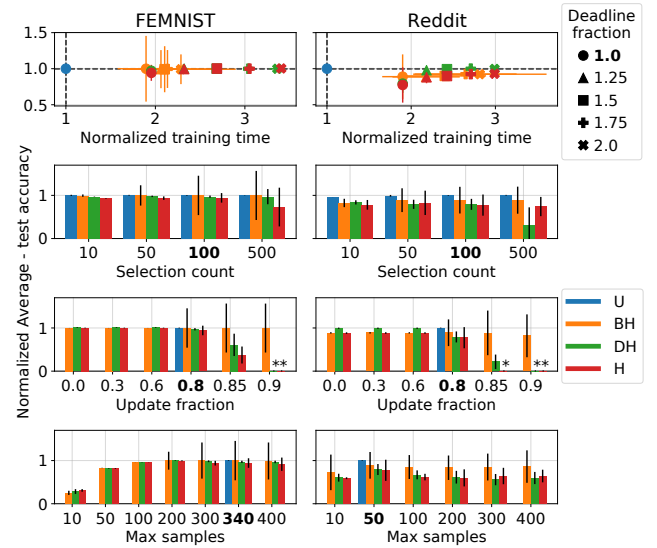 FEMNIST
Reddit
Deadline
fraction
1.0
1.25
1.5
1.75
2.0
1.5
1.0
0.5
1 2 3
Normalized training time
1 2 3
Normalized training time
Normalized Average - test accuracy
1
0
10 50 100 500
Selection count
10 50 100 500
Selection count
U
BH
DH
H
1
0
**
0.0 0.3 0.6 0.8 0.85 0.9
Update fraction
* **
0.0 0.3 0.6 0.8 0.85 0.9
Update fraction
1
0
10 50 100 200 300 340 400
Max samples
10 50 100 200 300 400
Max samples